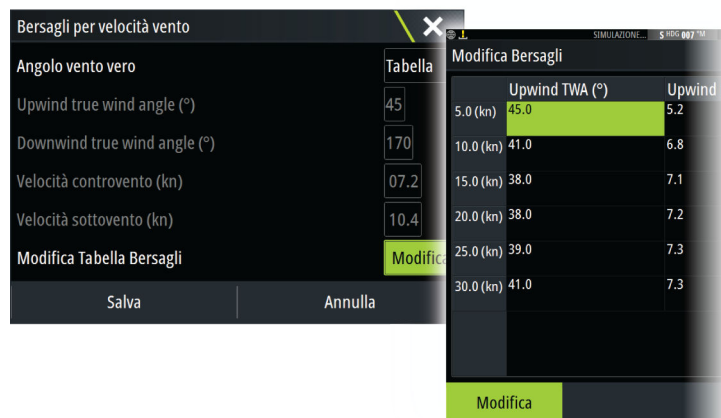 Bersagli per velocità vento
Angolo vento vero Tabella
Upwind true wind angle (°) 45
Downwind true wind angle (°) 170
Velocità controvento (kn) 07.2
Velocità sottovento (kn) 10.4
Modifica Tabella Bersagli Modifica
Salva Annulla
SIMULAZIONE... S HDG 007 °M
Modifica Bersagli
Upwind TWA (°) Upwind
5.0 (kn) 45.0 5.2
10.0 (kn) 41.0 6.8
15.0 (kn) 38.0 7.1
20.0 (kn) 38.0 7.2
25.0 (kn) 39.0 7.3
30.0 (kn) 41.0 7.3
Modifica